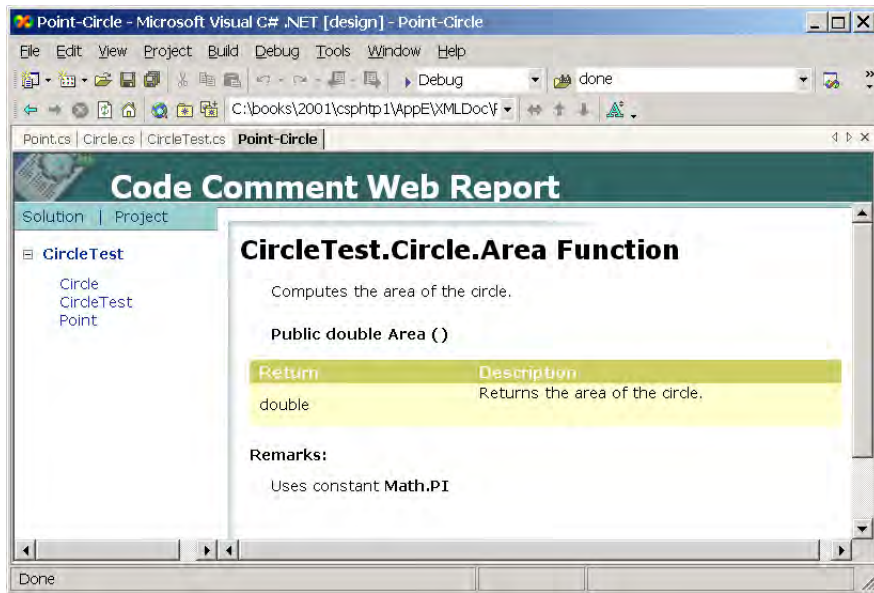 Point-Circle - Microsoft Visual C# .NET [design] - Point-Circle
File Edit View Project Build Debug Tools Window Help
Debug done
C:\books\2001\csphtp1\AppE\XMLDoc\F
Point.cs | Circle.cs | CircleTest.cs Point-Circle
Code Comment Web Report
Solution | Project
CircleTest
Circle
CircleTest
Point
CircleTest.Circle.Area Function
Computes the area of the circle.
Public double Area ()
Return Description
double Returns the area of the circle.
Remarks:
Uses constant Math.PI
Done